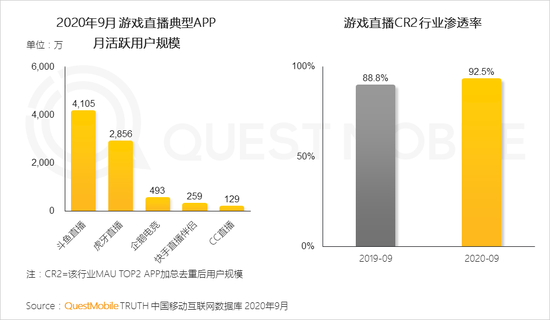 2020年9月 游戏直播典型APP
月活跃用户规模
单位：万
6,000
4,000
2,000
0
4,105
2,856
493
259
129
斗鱼直播
虎牙直播
企鹅电竞
快手直播伴侣
CC直播
游戏直播CR2 行业渗透率
100%
50%
0%
88.8%
92.5%
2019-09
2020-09
QUEST MOBILE
注：CR2=该行业MAU TOP2 APP加总去重后用户规模
Source：QuestMobile TRUTH 中国移动互联网数据库 2020年9月